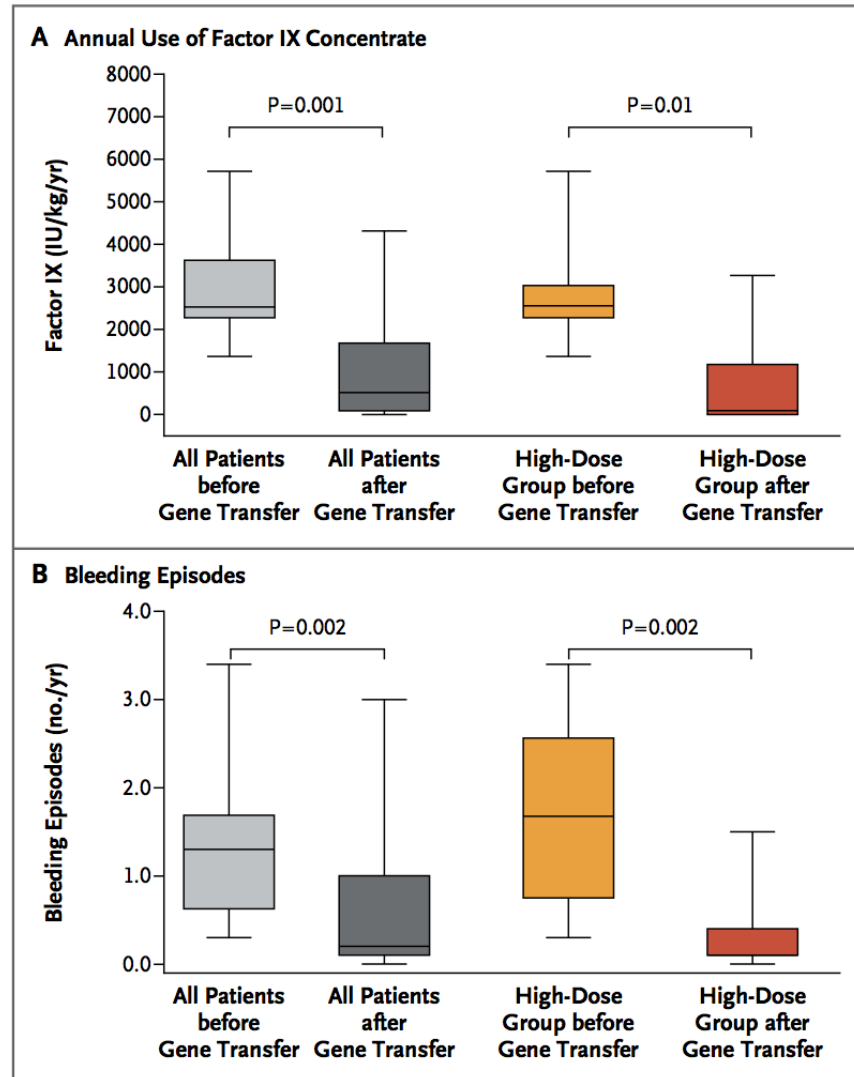 A Annual Use of Factor IX Concentrate
8000
7000
6000
5000
4000
3000
2000
1000
0
Factor IX (IU/kg/yr)
P=0.001
P=0.01
All Patients
before
Gene Transfer
All Patients
after
Gene Transfer
High-Dose
Group before
Gene Transfer
High-Dose
Group after
Gene Transfer
B Bleeding Episodes
4.0
3.0
2.0
1.0
0.0
Bleeding Episodes (no./yr)
P=0.002
P=0.002
All Patients
before
Gene Transfer
All Patients
after
Gene Transfer
High-Dose
Group before
Gene Transfer
High-Dose
Group after
Gene Transfer